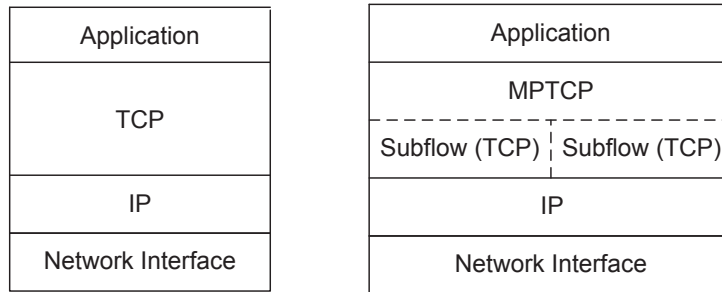 Application
TCP
IP
Network Interface
Application
MPTCP
Subflow (TCP)
Subflow (TCP)
IP
Network Interface